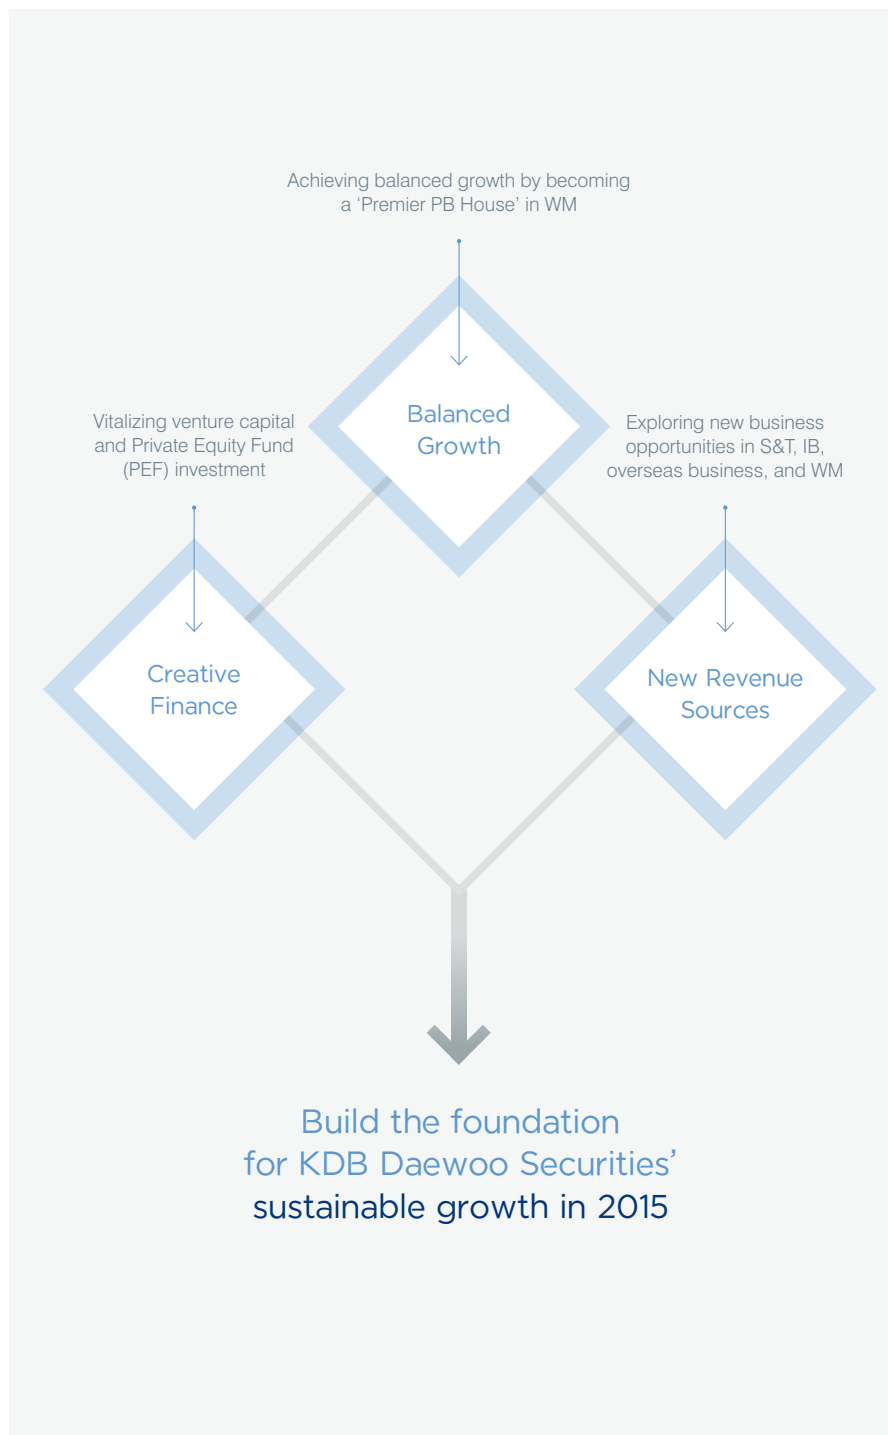 Achieving balanced growth by becoming
a ‘Premier PB House’ in WM
Balanced
Growth
Vitalizing venture capital
and Private Equity Fund
(PEF) investment
Creative
Finance
Exploring new business
opportunities in S&T, IB,
overseas business, and WM
New Revenue
Sources
Build the foundation
for KDB Daewoo Securities’
sustainable growth in 2015